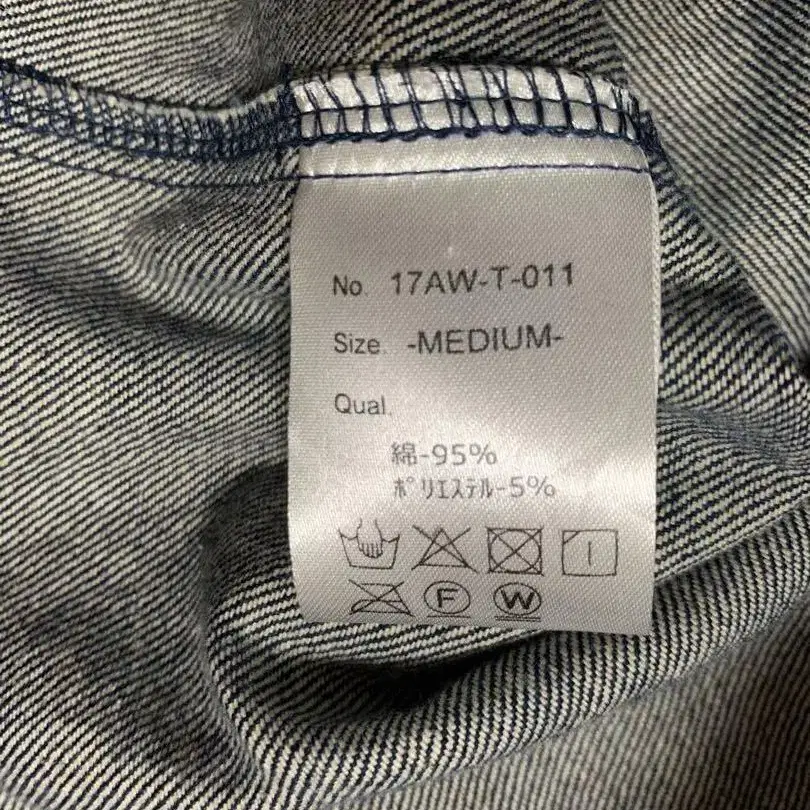 No. 17AW-T-011
Size. -MEDIUM-
Qual.
綿-95%
ポリエステル-5%
F W